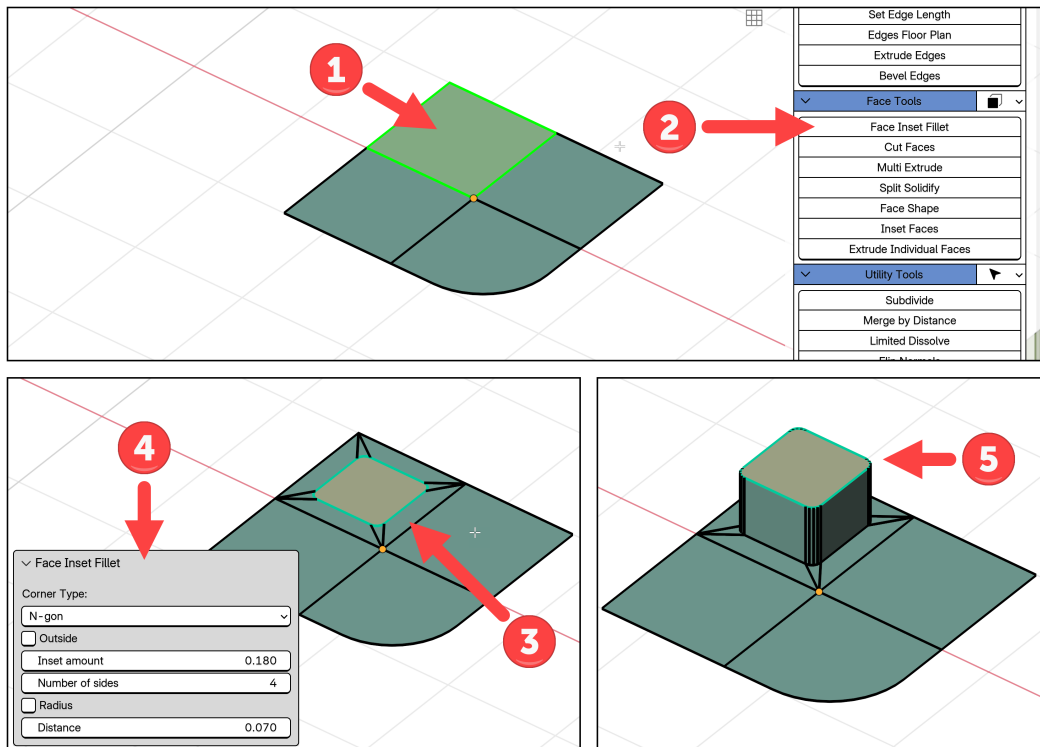 1
2
Set Edge Length
Edges Floor Plan
Extrude Edges
Bevel Edges
Face Tools
Face Inset Fillet
Cut Faces
Multi Extrude
Split Solidify
Face Shape
Inset Faces
Extrude Individual Faces
Utility Tools
Subdivide
Merge by Distance
Limited Dissolve
4
3
Face Inset Fillet
Corner Type:
N-gon
Outside
Inset amount 0.180
Number of sides 4
Radius
Distance 0.070
5